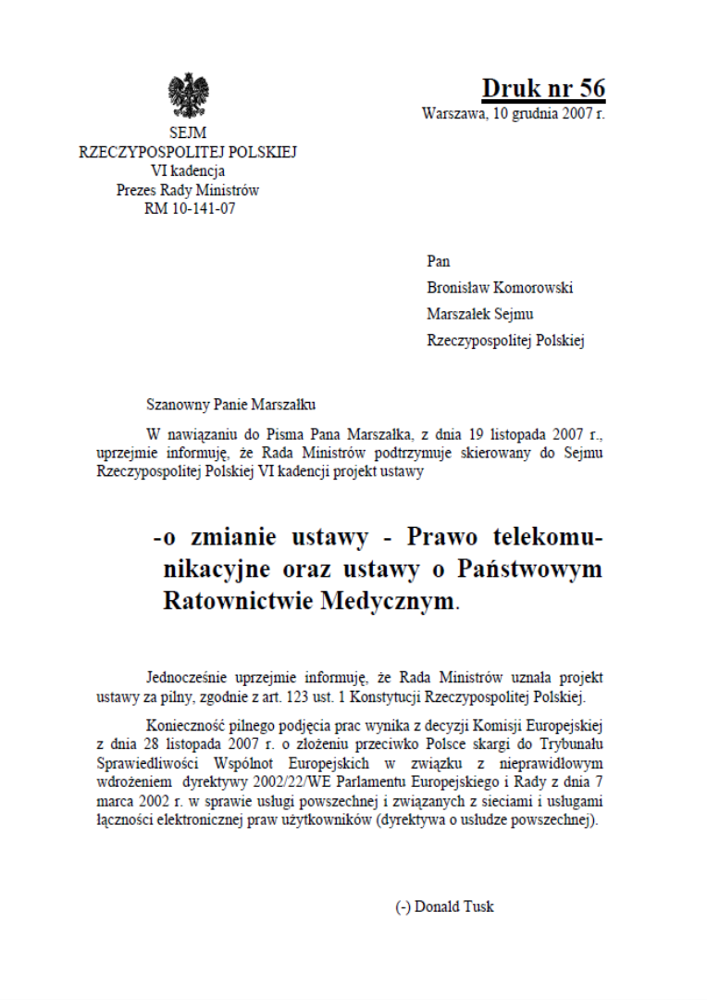 Druk nr 56
Warszawa, 10 grudnia 2007 r.
SEJM
RZECZYPOSPOLITEJ POLSKIEJ
VI kadencja
Prezes Rady Ministrów
RM 10-141-07
Pan
Bronisław Komorowski
Marszałek Sejmu
Rzeczypospolitej Polskiej
Szanowny Panie Marszałku
W nawiązaniu do Pisma Pana Marszałka, z dnia 19 listopada 2007 r.,
uprzejmie informuję, że Rada Ministrów podtrzymuje skierowany do Sejmu
Rzeczypospolitej Polskiej VI kadencji projekt ustawy
-o zmianie ustawy - Prawo telekomu-
nikacyjne oraz ustawy o Państwowym
Ratownictwie Medycznym.
Jednocześnie uprzejmie informuję, że Rada Ministrów uznała projekt
ustawy za pilny, zgodnie z art. 123 ust. 1 Konstytucji Rzeczypospolitej Polskiej.
Konieczność pilnego podjęcia prac wynika z decyzji Komisji Europejskiej
z dnia 28 listopada 2007 r. o złożeniu przeciwko Polsce skargi do Trybunału
Sprawiedliwości Wspólnot Europejskich w związku z nieprawidłowym
wdrożeniem dyrektywy 2002/22/WE Parlamentu Europejskiego i Rady z dnia 7
marca 2002 r. w sprawie usługi powszechnej i związanych z sieciami i usługami
łączności elektronicznej praw użytkowników (dyrektywa o usłudze powszechnej).
(-) Donald Tusk